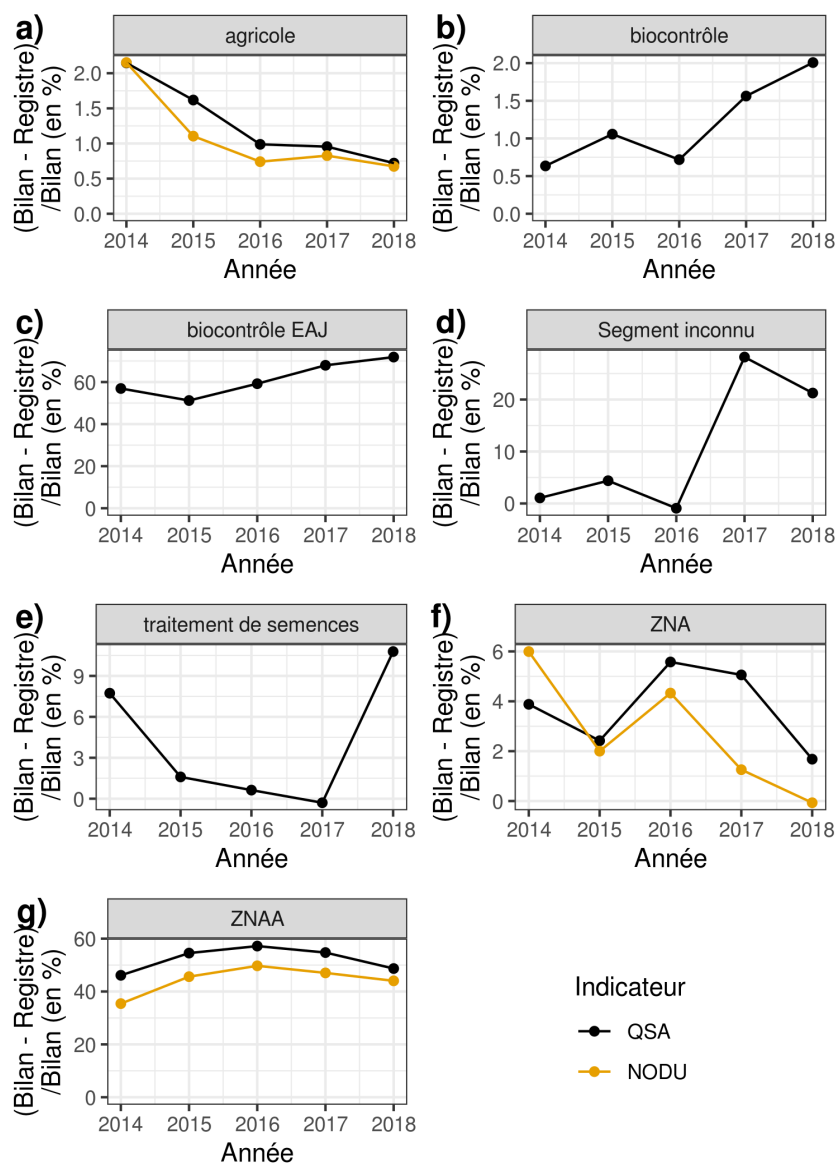 a)
agricole
(Bilan - Registre)
/Bilan (en %)
2.0
1.5
1.0
0.5
0.0
2014 2015 2016 2017 2018
Année
b)
biocontrôle
(Bilan - Registre)
/Bilan (en %)
2.0
1.5
1.0
0.5
0.0
2014 2015 2016 2017 2018
Année
c)
biocontrôle EAJ
(Bilan - Registre)
/Bilan (en %)
60
40
20
0
2014 2015 2016 2017 2018
Année
d)
Segment inconnu
(Bilan - Registre)
/Bilan (en %)
20
10
0
2014 2015 2016 2017 2018
Année
e)
traitement de semences
(Bilan - Registre)
/Bilan (en %)
9
6
3
0
2014 2015 2016 2017 2018
Année
f)
ZNA
(Bilan - Registre)
/Bilan (en %)
6
4
2
0
2014 2015 2016 2017 2018
Année
g)
ZNAA
(Bilan - Registre)
/Bilan (en %)
60
40
20
0
2014 2015 2016 2017 2018
Année
Indicateur
QSA
NODU